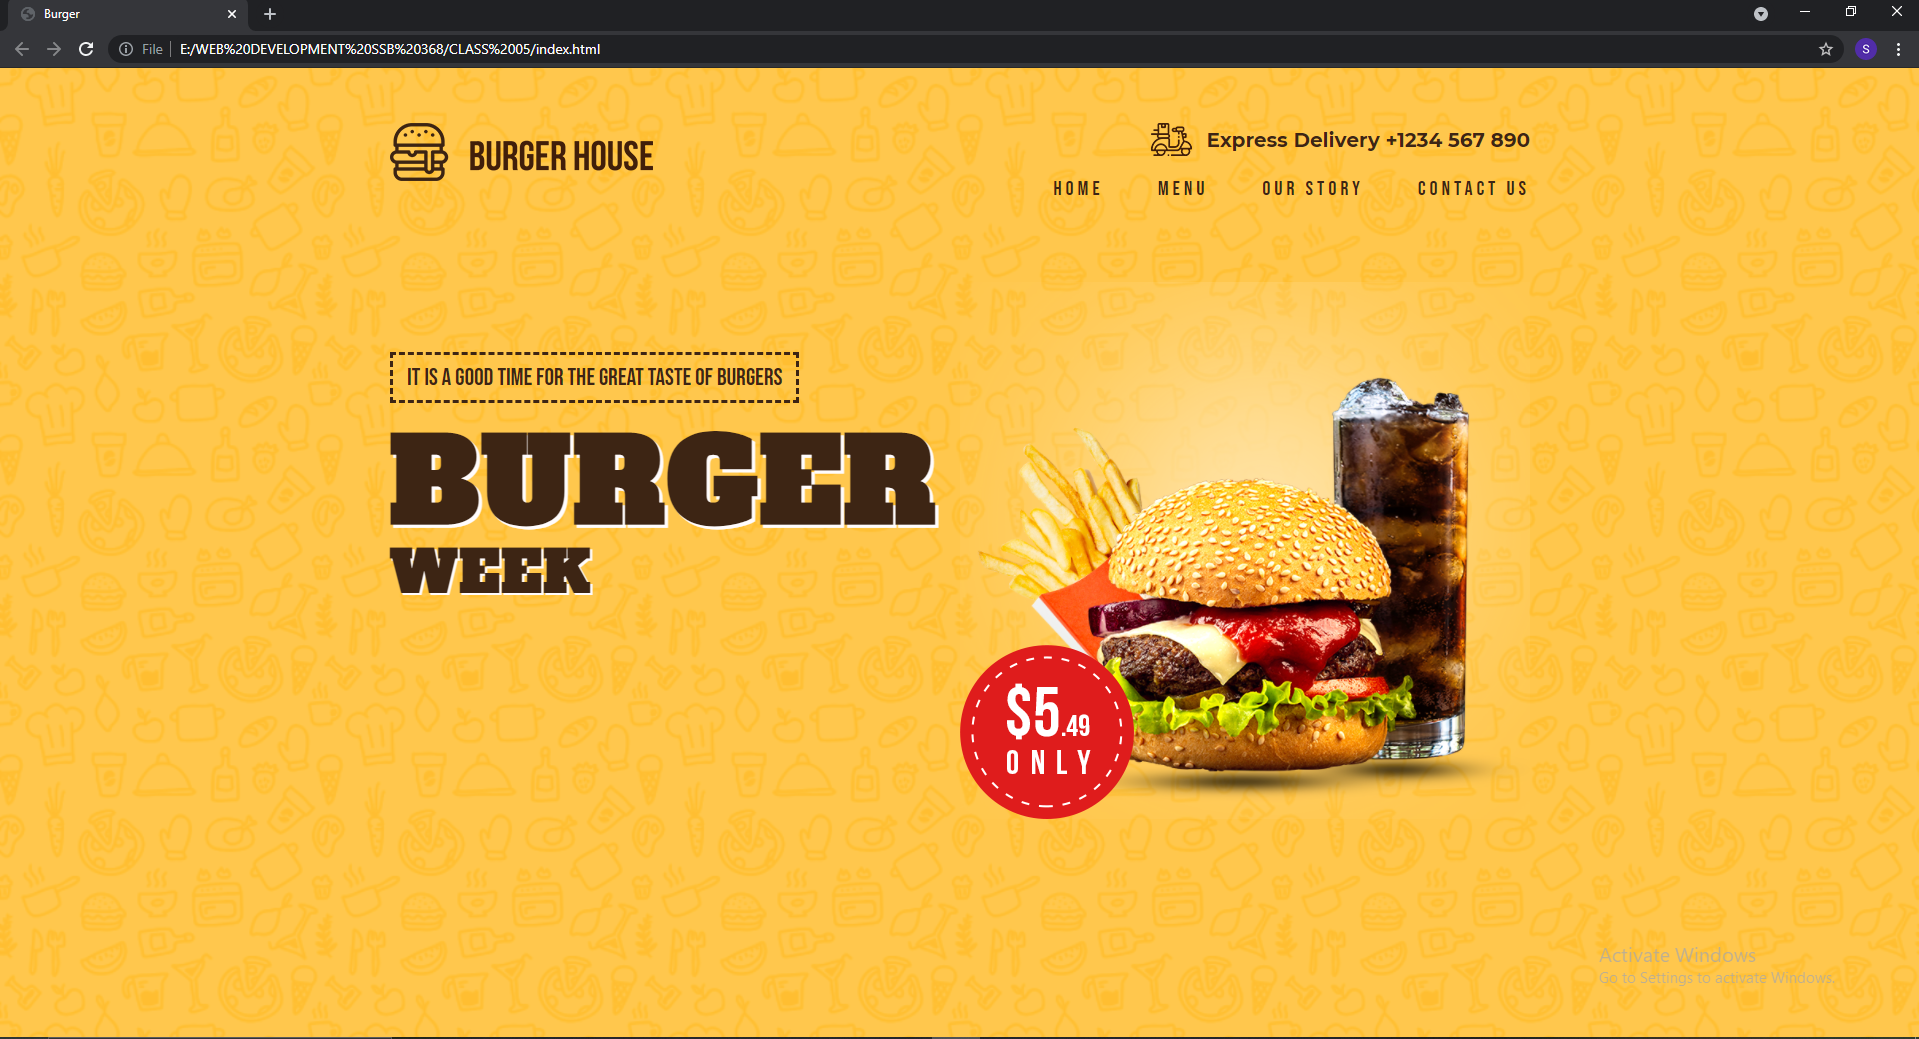 Burger
File
E:/WEB%20DEVELOPMENT%20SSB%20368/CLASS%2005/index.html
S
BURGER HOUSE
Express Delivery +1234 567 890
HOME MENU OUR STORY CONTACT US
IT IS A GOOD TIME FOR THE GREAT TASTE OF BURGERS
BURGER
WEEK
$5.49
ONLY
Activate Windows
Go to Settings to activate Windows.